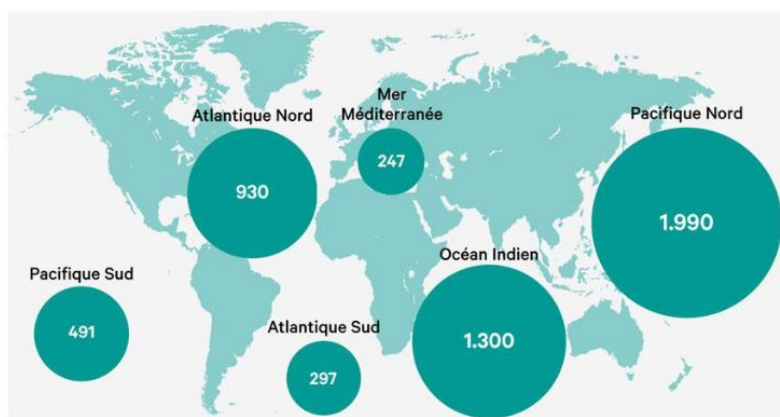 Atlantique Nord
930
Mer
Méditerranée
247
Pacifique Nord
1.990
Pacifique Sud
491
Atlantique Sud
297
Océan Indien
1.300